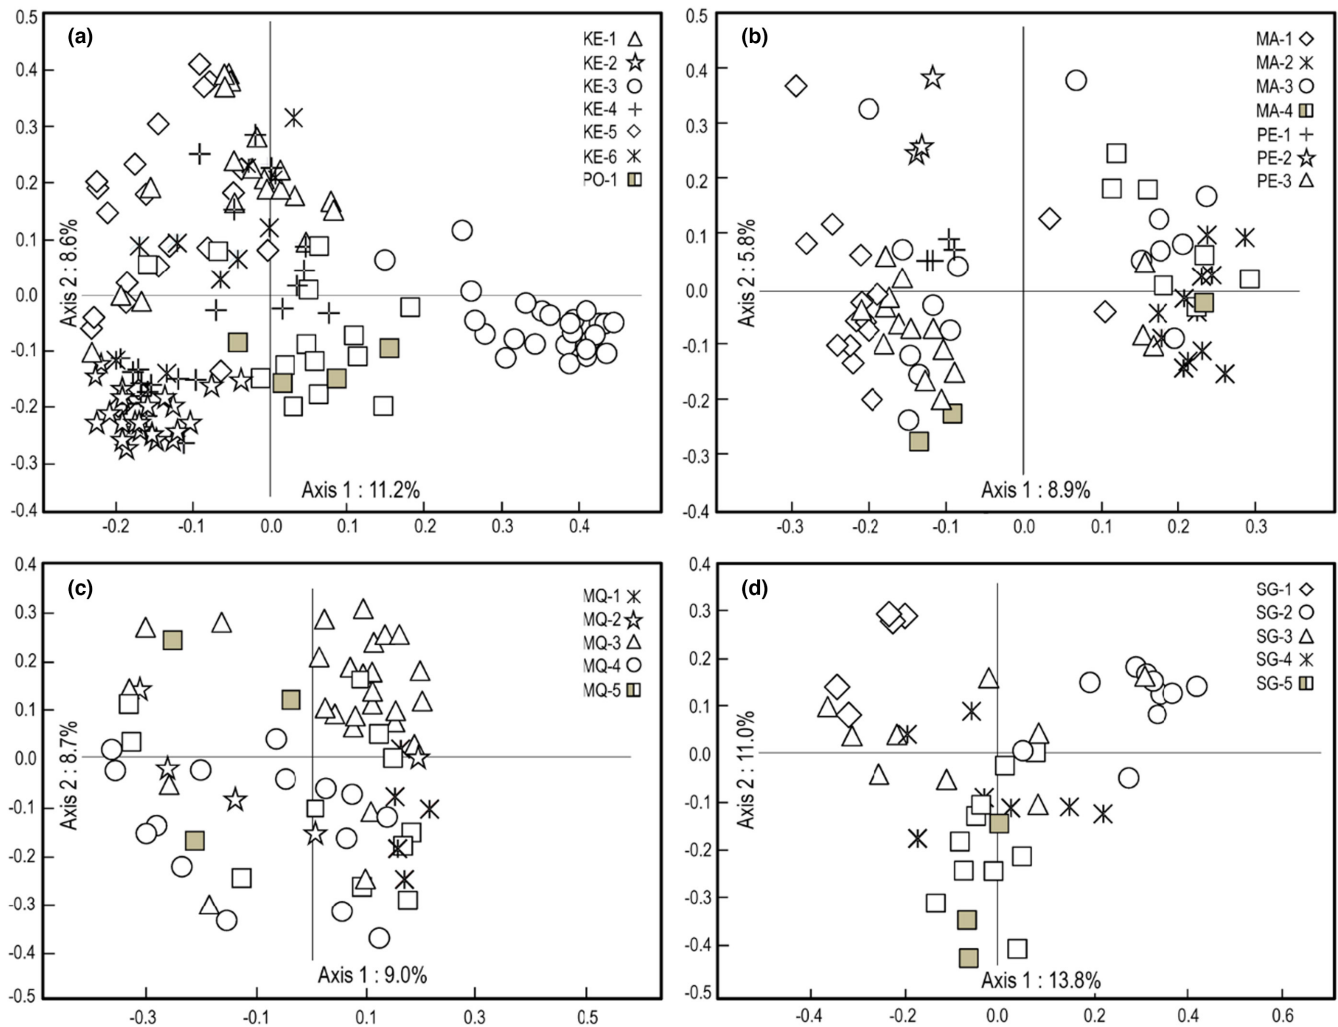 (a)
0.5
0.4
0.3
0.2
0.1
0.0
-0.1
-0.2
-0.3
-0.4
Axis 2 : 8.6%
KE-1
KE-2
KE-3
KE-4
KE-5
KE-6
PO-1
Axis 1 : 11.2%
-0.2 -0.1 0.0 0.1 0.2 0.3 0.4
(b)
0.5
0.4
0.3
0.2
0.1
0.0
-0.1
-0.2
-0.3
-0.4
Axis 2 : 5.8%
MA-1
MA-2
MA-3
MA-4
PE-1
PE-2
PE-3
Axis 1 : 8.9%
-0.3 -0.2 -0.1 0.0 0.1 0.2 0.3
(c)
0.4
0.3
0.2
0.1
0.0
-0.1
-0.2
-0.3
-0.4
-0.5
Axis 2 : 8.7%
MQ-1
MQ-2
MQ-3
MQ-4
MQ-5
Axis 1 : 9.0%
-0.3 -0.1 0.1 0.3 0.5
(d)
0.4
0.3
0.2
0.1
0.0
-0.1
-0.2
-0.3
-0.4
-0.5
Axis 2 : 11.0%
SG-1
SG-2
SG-3
SG-4
SG-5
Axis 1 : 13.8%
-0.4 -0.2 0.0 0.2 0.4 0.6